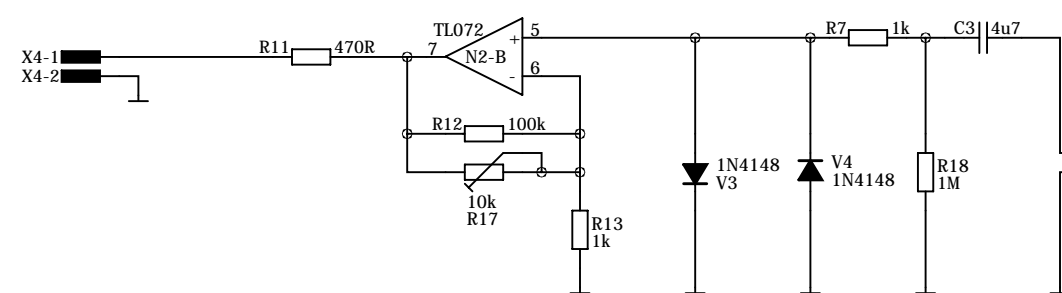 TL072
5
R7
1k
C3
4u7
X4-1
R11
470R
7
+
N2-B
X4-2
-
6
R12
100k
1N4148
V3
V4
1N4148
R18
1M
10k
R17
R13
1k